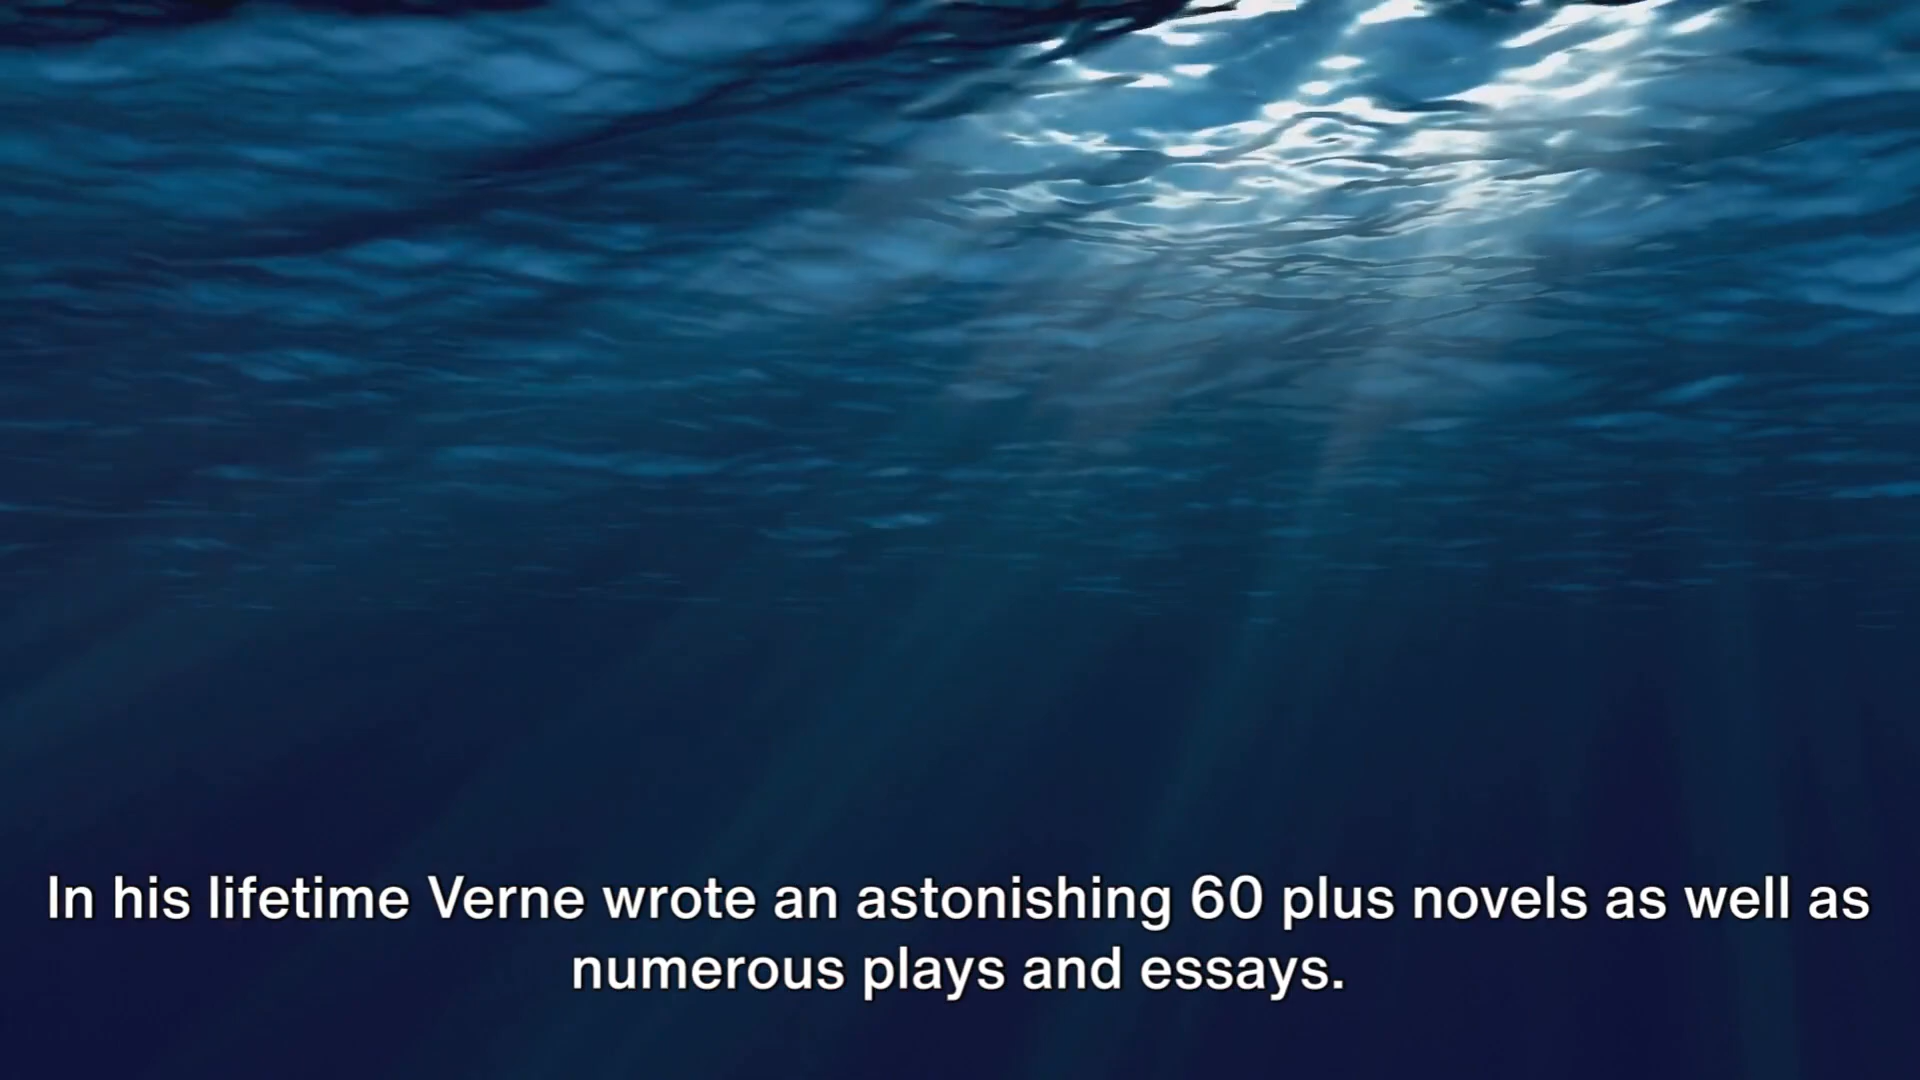 In his lifetime Verne wrote an astonishing 60 plus novels as well as
numerous plays and essays.